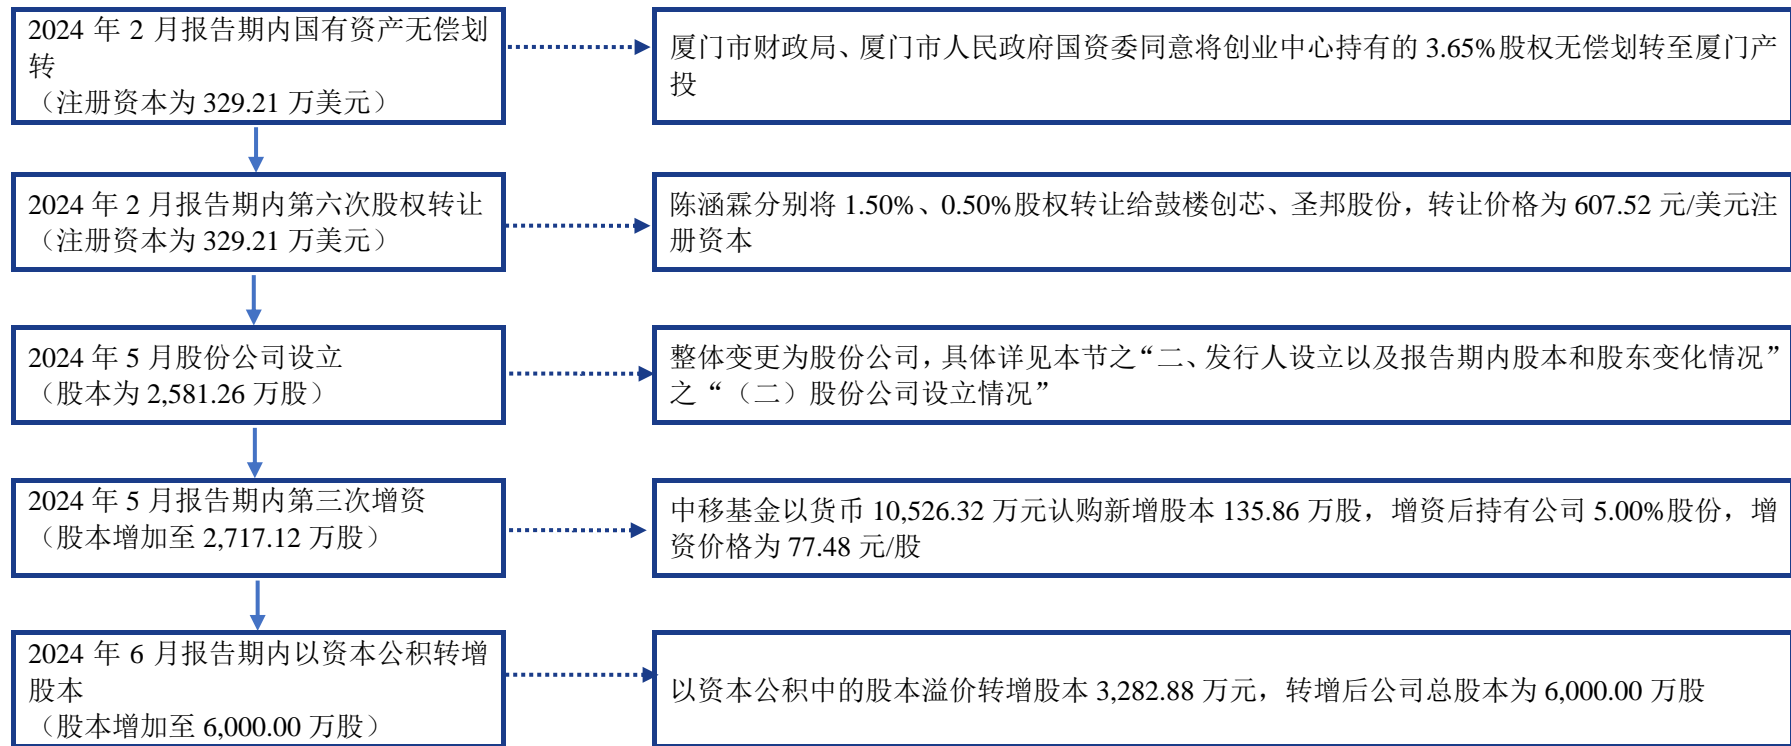 2024 年 2 月报告期内国有资产无偿划
转
（注册资本为 329.21 万美元）
厦门市财政局、厦门市人民政府国资委同意将创业中心持有的 3.65%股权无偿划转至厦门产
投
2024 年 2 月报告期内第六次股权转让
（注册资本为 329.21 万美元）
陈涵霖分别将 1.50%、0.50%股权转让给鼓楼创芯、圣邦股份，转让价格为 607.52 元/美元注
册资本
2024 年 5 月股份公司设立
（股本为 2,581.26 万股）
整体变更为股份公司，具体详见本节之“二、发行人设立以及报告期内股本和股东变化情况”
之“（二）股份公司设立情况”
2024 年 5 月报告期内第三次增资
（股本增加至 2,717.12 万股）
中移基金以货币 10,526.32 万元认购新增股本 135.86 万股，增资后持有公司 5.00%股份，增
资价格为 77.48 元/股
2024 年 6 月报告期内以资本公积转增
股本
（股本增加至 6,000.00 万股）
以资本公积中的股本溢价转增股本 3,282.88 万元，转增后公司总股本为 6,000.00 万股